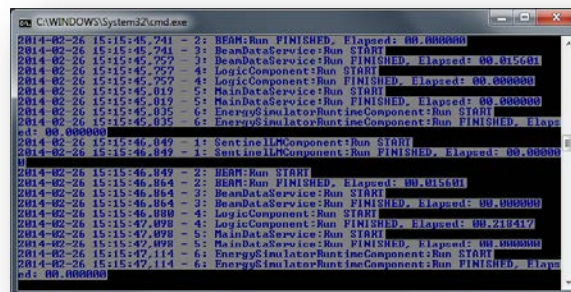 C:\WINDOWS\System32\cmd.exe
2014-02-26 15:15:45,741 - 2: BEAM:Run FINISHED, Elapsed: 00.000000
2014-02-26 15:15:45,741 - 3: BeamDataService:Run START
2014-02-26 15:15:45,757 - 3: BeamDataService:Run FINISHED, Elapsed: 00.015601
2014-02-26 15:15:45,757 - 4: LogicComponent:Run START
2014-02-26 15:15:45,757 - 4: LogicComponent:Run FINISHED, Elapsed: 00.000000
2014-02-26 15:15:45,819 - 5: MainDataService:Run START
2014-02-26 15:15:45,819 - 5: MainDataService:Run FINISHED, Elapsed: 00.000000
2014-02-26 15:15:45,835 - 6: EnergySimulatorRuntimeComponent:Run START
2014-02-26 15:15:45,835 - 6: EnergySimulatorRuntimeComponent:Run FINISHED, Elaps
ed: 00.000000
2014-02-26 15:15:46,849 - 1: SentinelLMComponent:Run START
2014-02-26 15:15:46,849 - 1: SentinelLMComponent:Run FINISHED, Elapsed: 00.00000
0
2014-02-26 15:15:46,849 - 2: BEAM:Run START
2014-02-26 15:15:46,864 - 2: BEAM:Run FINISHED, Elapsed: 00.015601
2014-02-26 15:15:46,864 - 3: BeamDataService:Run START
2014-02-26 15:15:46,864 - 3: BeamDataService:Run FINISHED, Elapsed: 00.000000
2014-02-26 15:15:46,880 - 4: LogicComponent:Run START
2014-02-26 15:15:47,098 - 4: LogicComponent:Run FINISHED, Elapsed: 00.218417
2014-02-26 15:15:47,098 - 5: MainDataService:Run START
2014-02-26 15:15:47,098 - 5: MainDataService:Run FINISHED, Elapsed: 00.000000
2014-02-26 15:15:47,114 - 6: EnergySimulatorRuntimeComponent:Run START
2014-02-26 15:15:47,114 - 6: EnergySimulatorRuntimeComponent:Run FINISHED, Elaps
ed: 00.000000